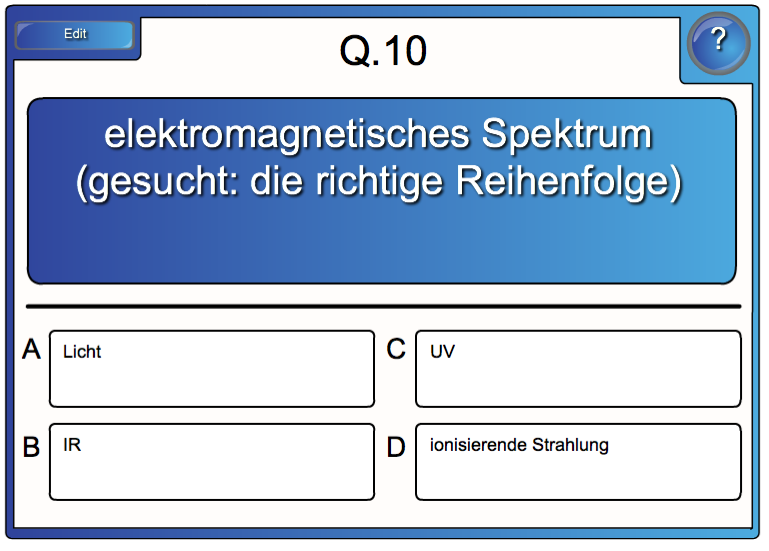 Edit
Q.10
?
elektromagnetisches Spektrum
(gesucht: die richtige Reihenfolge)
A Licht
B IR
C UV
D ionisierende Strahlung